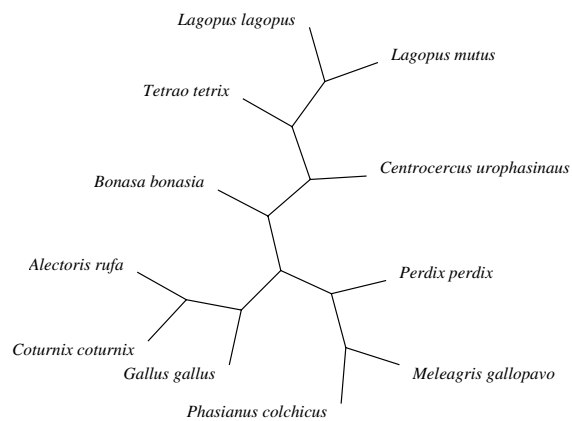 Lagopus lagopus
Lagopus mutus
Tetrao tetrix
Centrocercus urophasinaus
Bonasa bonasia
Alectoris rufa
Perdix perdix
Coturnix coturnix
Gallus gallus
Meleagris gallopavo
Phasianus colchicus